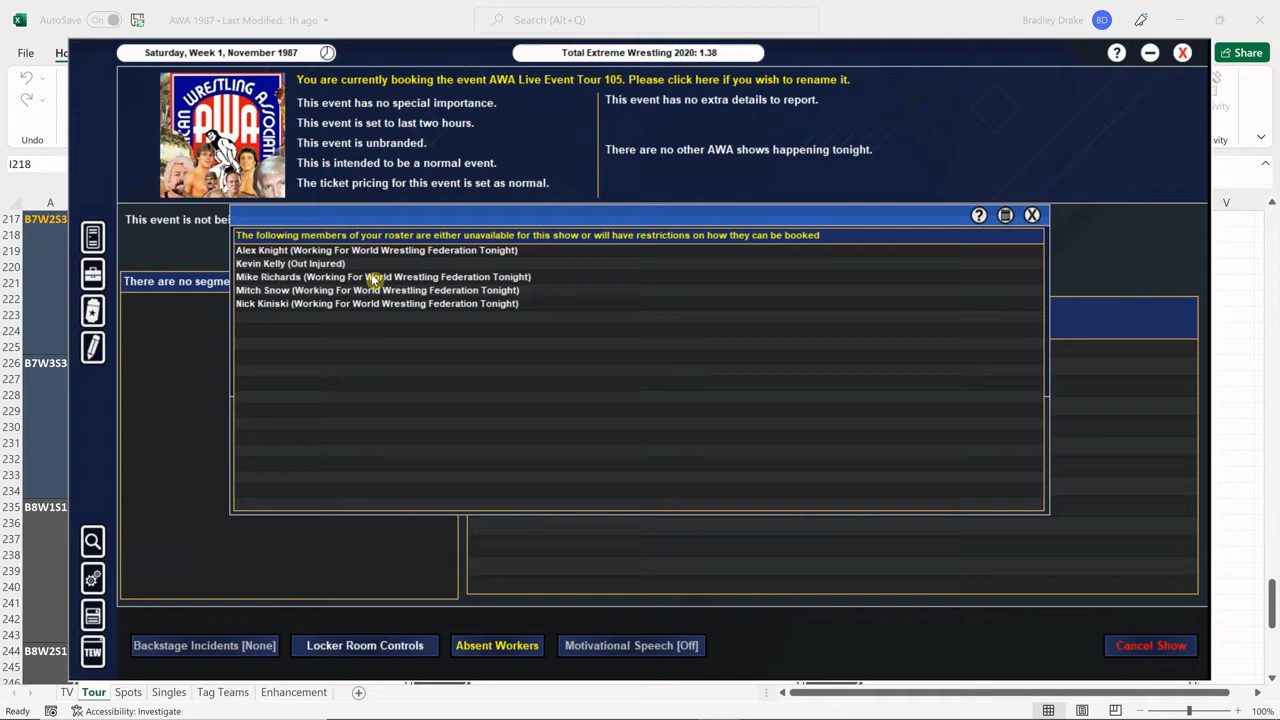 AutoSave Off AWA 1987 • Last Modified: 1h ago Search (Alt+Q) Bradley Drake BD
File Ho Share
Saturday, Week 1, November 1987 Total Extreme Wrestling 2020: 1.38 ? X
You are currently booking the event AWA Live Event Tour 105. Please click here if you wish to rename it.
This event has no special importance. This event has no extra details to report.
This event is set to last two hours.
This event is unbranded. There are no other AWA shows happening tonight.
This is intended to be a normal event.
The ticket pricing for this event is set as normal.
AWA
Undo
I218
A V
This event is not bei
There are no segme
? X
The following members of your roster are either unavailable for this show or will have restrictions on how they can be booked
Alex Knight (Working For World Wrestling Federation Tonight)
Kevin Kelly (Out Injured)
Mike Richards (Working For World Wrestling Federation Tonight)
Mitch Snow (Working For World Wrestling Federation Tonight)
Nick Kiniski (Working For World Wrestling Federation Tonight)
217 B7W2S3
218
226 B7W3S3
227
228
229
230
231
232
233
234
235 B8W1S1
236
237
238
239
240
241
242
243
244 B8W2S1
TEW
Backstage Incidents [None] Locker Room Controls Absent Workers Motivational Speech [Off] Cancel Show
TV Tour Spots Singles Tag Teams Enhancement
Ready Accessibility: Investigate 100%